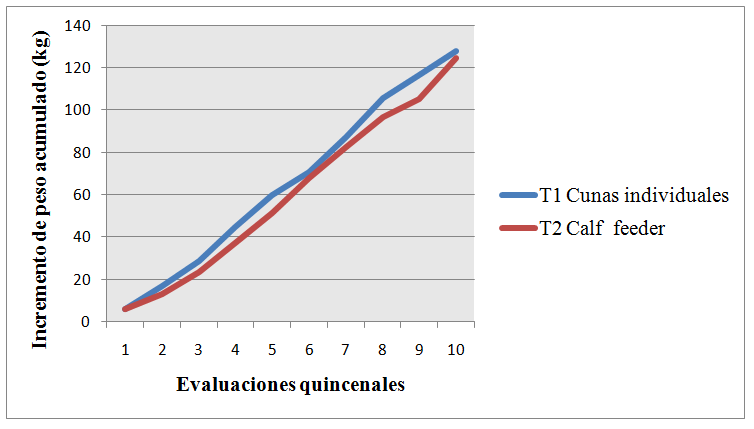 Incremento de peso acumulado (kg)
140
120
100
80
60
40
20
0
1 2 3 4 5 6 7 8 9 10
Evaluaciones quincenales
T1 Cunas individuales
T2 Calf feeder